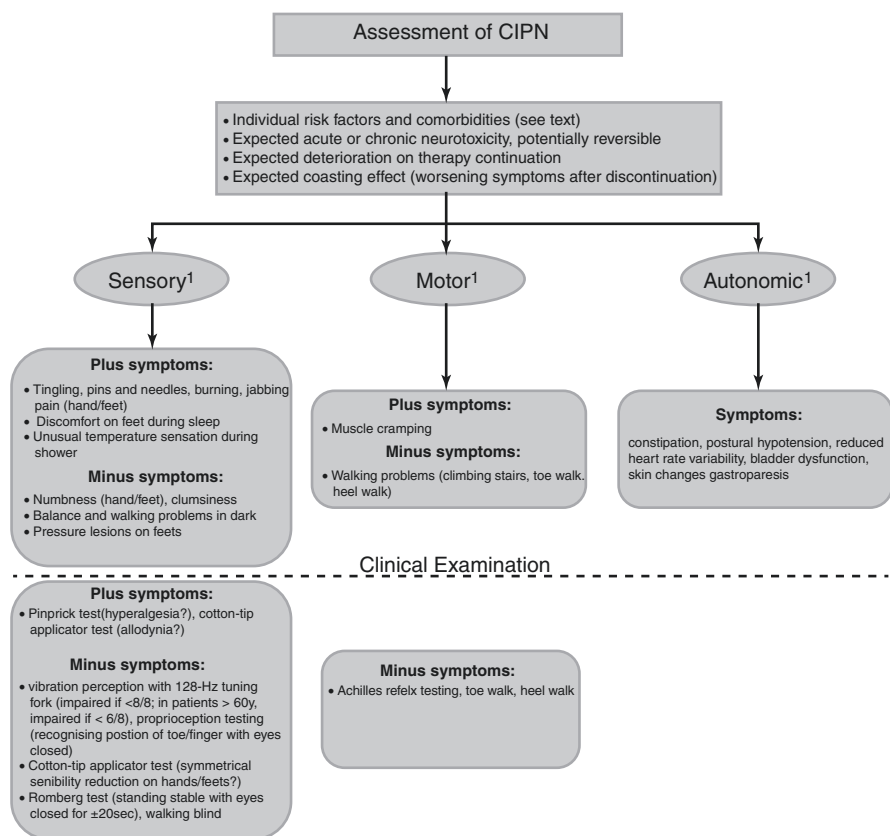 Assessment of CIPN
• Individual risk factors and comorbidities (see text)
• Expected acute or chronic neurotoxicity, potentially reversible
• Expected deterioration on therapy continuation
• Expected coasting effect (worsening symptoms after discontinuation)
Sensory1
Motor1
Autonomic1
Plus symptoms:
• Tingling, pins and needles, burning, jabbing
pain (hand/feet)
• Discomfort on feet during sleep
• Unusual temperature sensation during
shower
Minus symptoms:
• Numbness (hand/feet), clumsiness
• Balance and walking problems in dark
• Pressure lesions on feets
Plus symptoms:
• Muscle cramping
Minus symptoms:
• Walking problems (climbing stairs, toe walk.
heel walk)
Symptoms:
constipation, postural hypotension, reduced
heart rate variability, bladder dysfunction,
skin changes gastroparesis
Clinical Examination
Plus symptoms:
• Pinprick test(hyperalgesia?), cotton-tip
applicator test (allodynia?)
Minus symptoms:
• vibration perception with 128-Hz tuning
fork (impaired if <8/8; in patients > 60y,
impaired if < 6/8), proprioception testing
(recognising postion of toe/finger with eyes
closed)
• Cotton-tip applicator test (symmetrical
senibility reduction on hands/feets?)
• Romberg test (standing stable with eyes
closed for ±20sec), walking blind
Minus symptoms:
• Achilles refelx testing, toe walk, heel walk